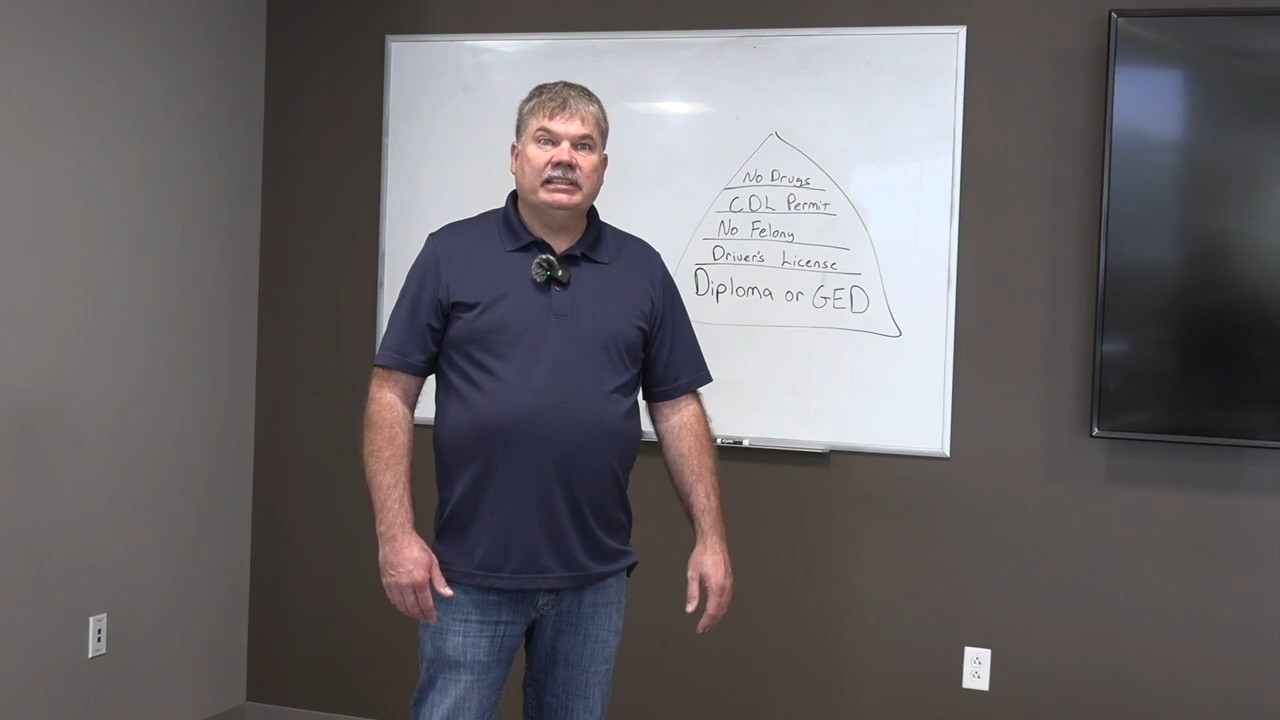 No Drugs
CDL Permit
No Felony
Driver's License
Diploma or GED